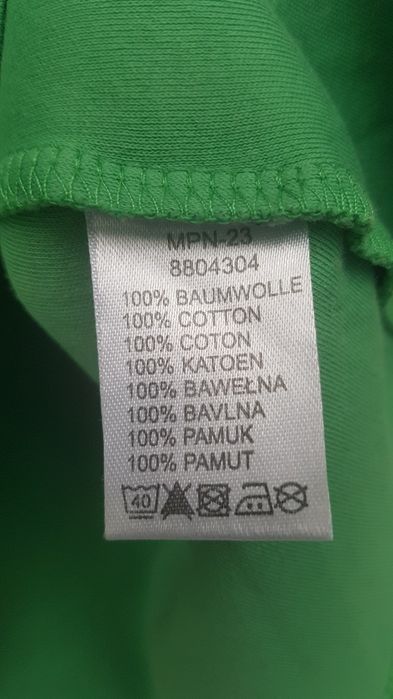 MPN-23
8804304
100% BAUMWOLLE
100% COTTON
100% COTON
100% KATOEN
100% BAWEŁNA
100% BAVLNA
100% PAMUK
100% PAMUT
40